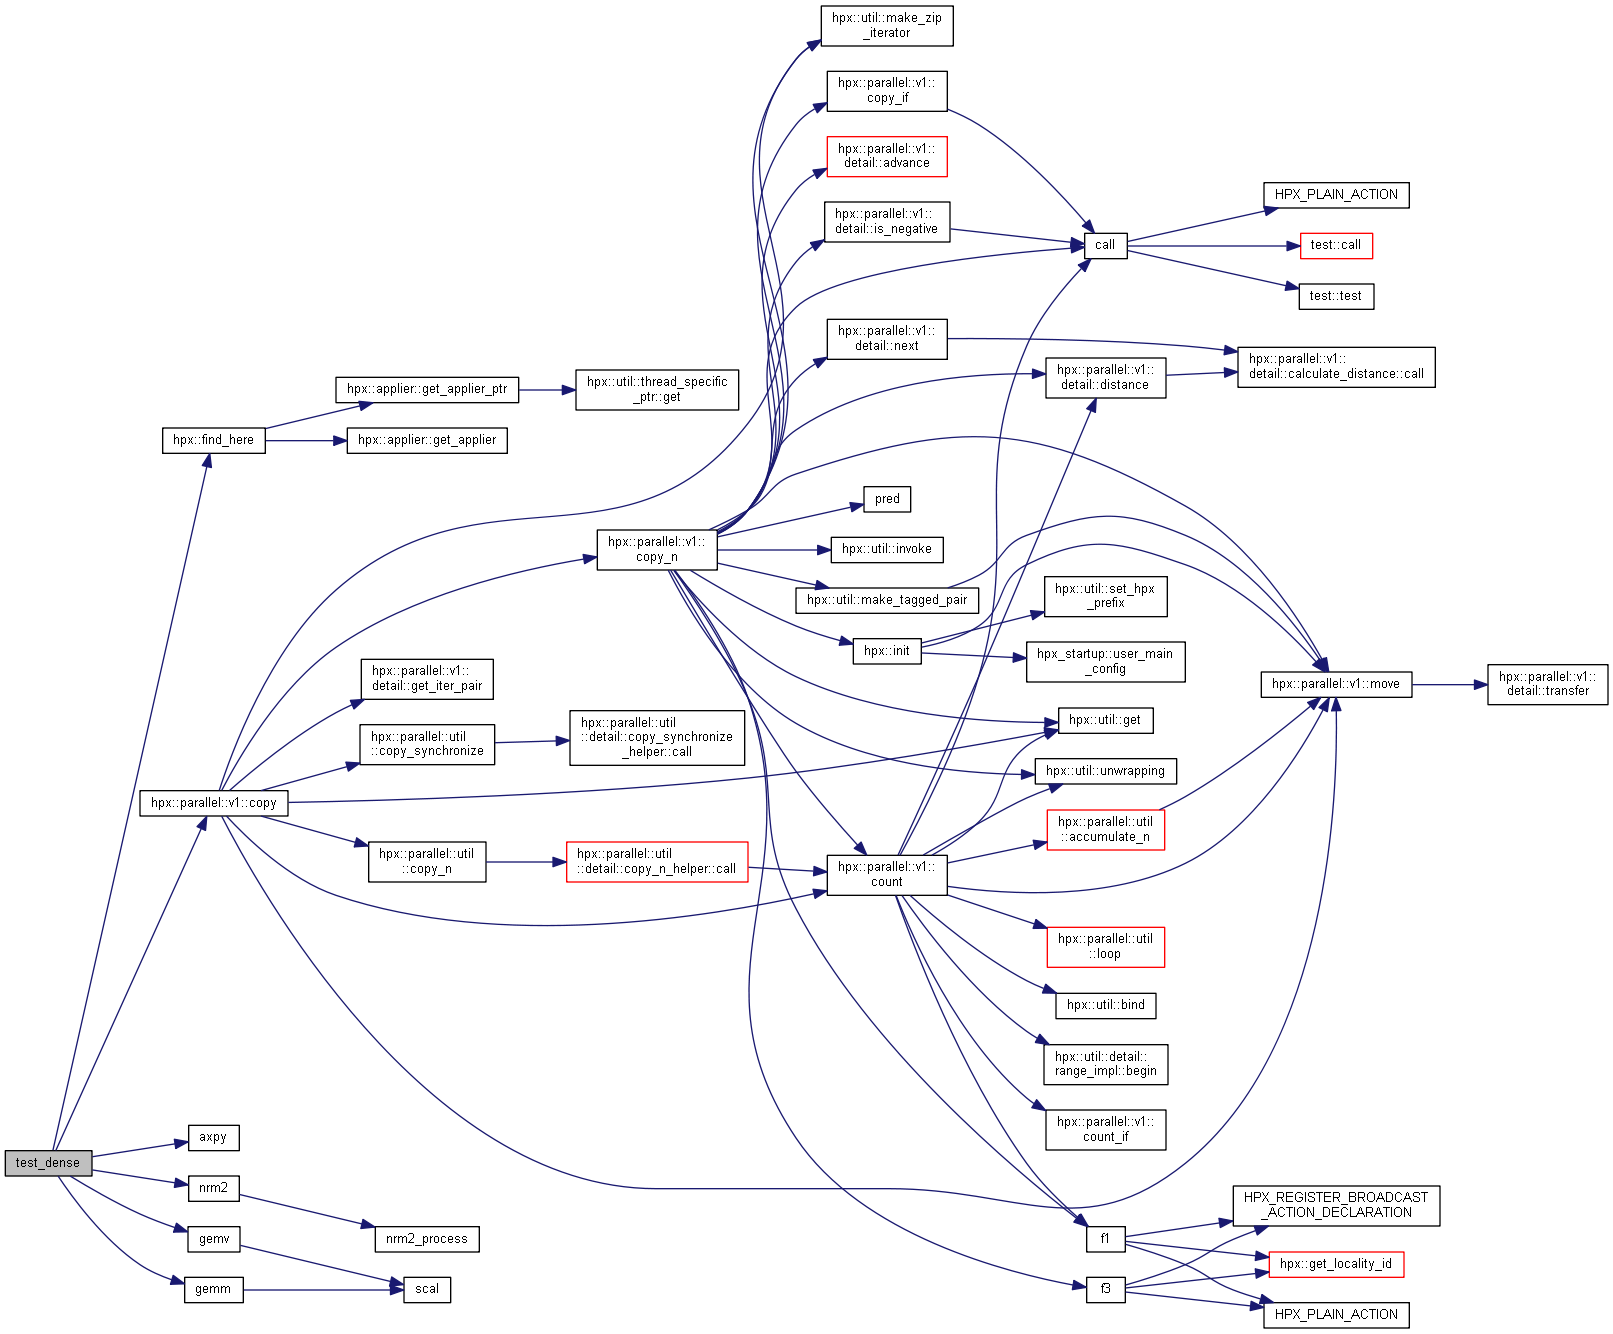 hpx::util::make_zip
_iterator
hpx::parallel::v1::
copy_if
hpx::parallel::v1::
detail::advance
HPX_PLAIN_ACTION
hpx::parallel::v1::
detail::is_negative
call
test::call
test::test
hpx::parallel::v1::
detail::next
hpx::parallel::v1::
detail::distance
hpx::parallel::v1::
detail::calculate_distance::call
hpx::applier::get_applier_ptr
hpx::util::thread_specific
_ptr::get
hpx::find_here
hpx::applier::get_applier
pred
hpx::parallel::v1::
copy_n
hpx::util::invoke
hpx::util::make_tagged_pair
hpx::util::set_hpx
_prefix
hpx::init
hpx_startup::user_main
_config
hpx::parallel::v1::
detail::get_iter_pair
hpx::parallel::v1::move
hpx::parallel::v1::
detail::transfer
hpx::util::get
hpx::parallel::util
::copy_synchronize
hpx::parallel::util
::detail::copy_synchronize
_helper::call
hpx::util::unwrapping
hpx::parallel::v1::copy
hpx::parallel::util
::accumulate_n
hpx::parallel::util
::copy_n
hpx::parallel::util
::detail::copy_n_helper::call
hpx::parallel::v1::
count
hpx::parallel::util
::loop
hpx::util::bind
hpx::util::detail::
range_impl::begin
hpx::parallel::v1::
count_if
axpy
test_dense
nrm2
nrm2_process
gemv
gemm
scal
HPX_REGISTER_BROADCAST
_ACTION_DECLARATION
f1
hpx::get_locality_id
f3
HPX_PLAIN_ACTION